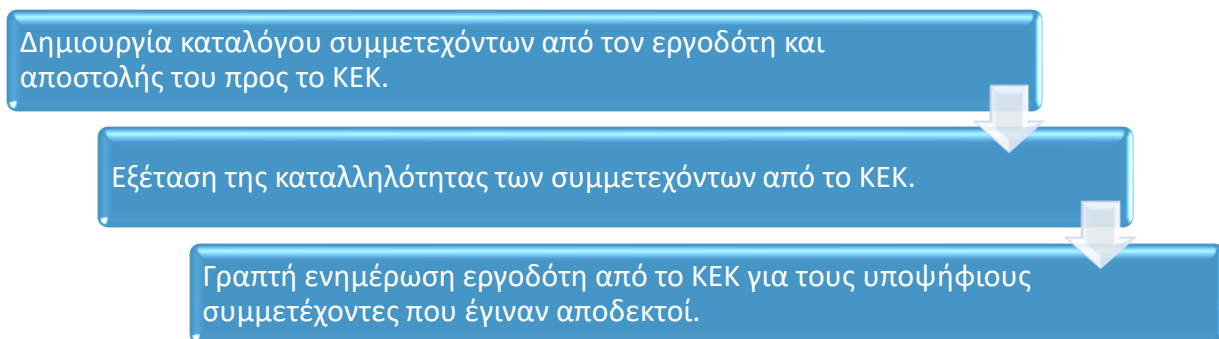 Δημιουργία καταλόγου συμμετεχόντων από τον εργοδότη και
αποστολής του προς το ΚΕΚ.
Εξέταση της καταλληλότητας των συμμετεχόντων από το ΚΕΚ.
Γραπτή ενημέρωση εργοδότη από το ΚΕΚ για τους υποψήφιους
συμμετέχοντες που έγιναν αποδεκτοί.